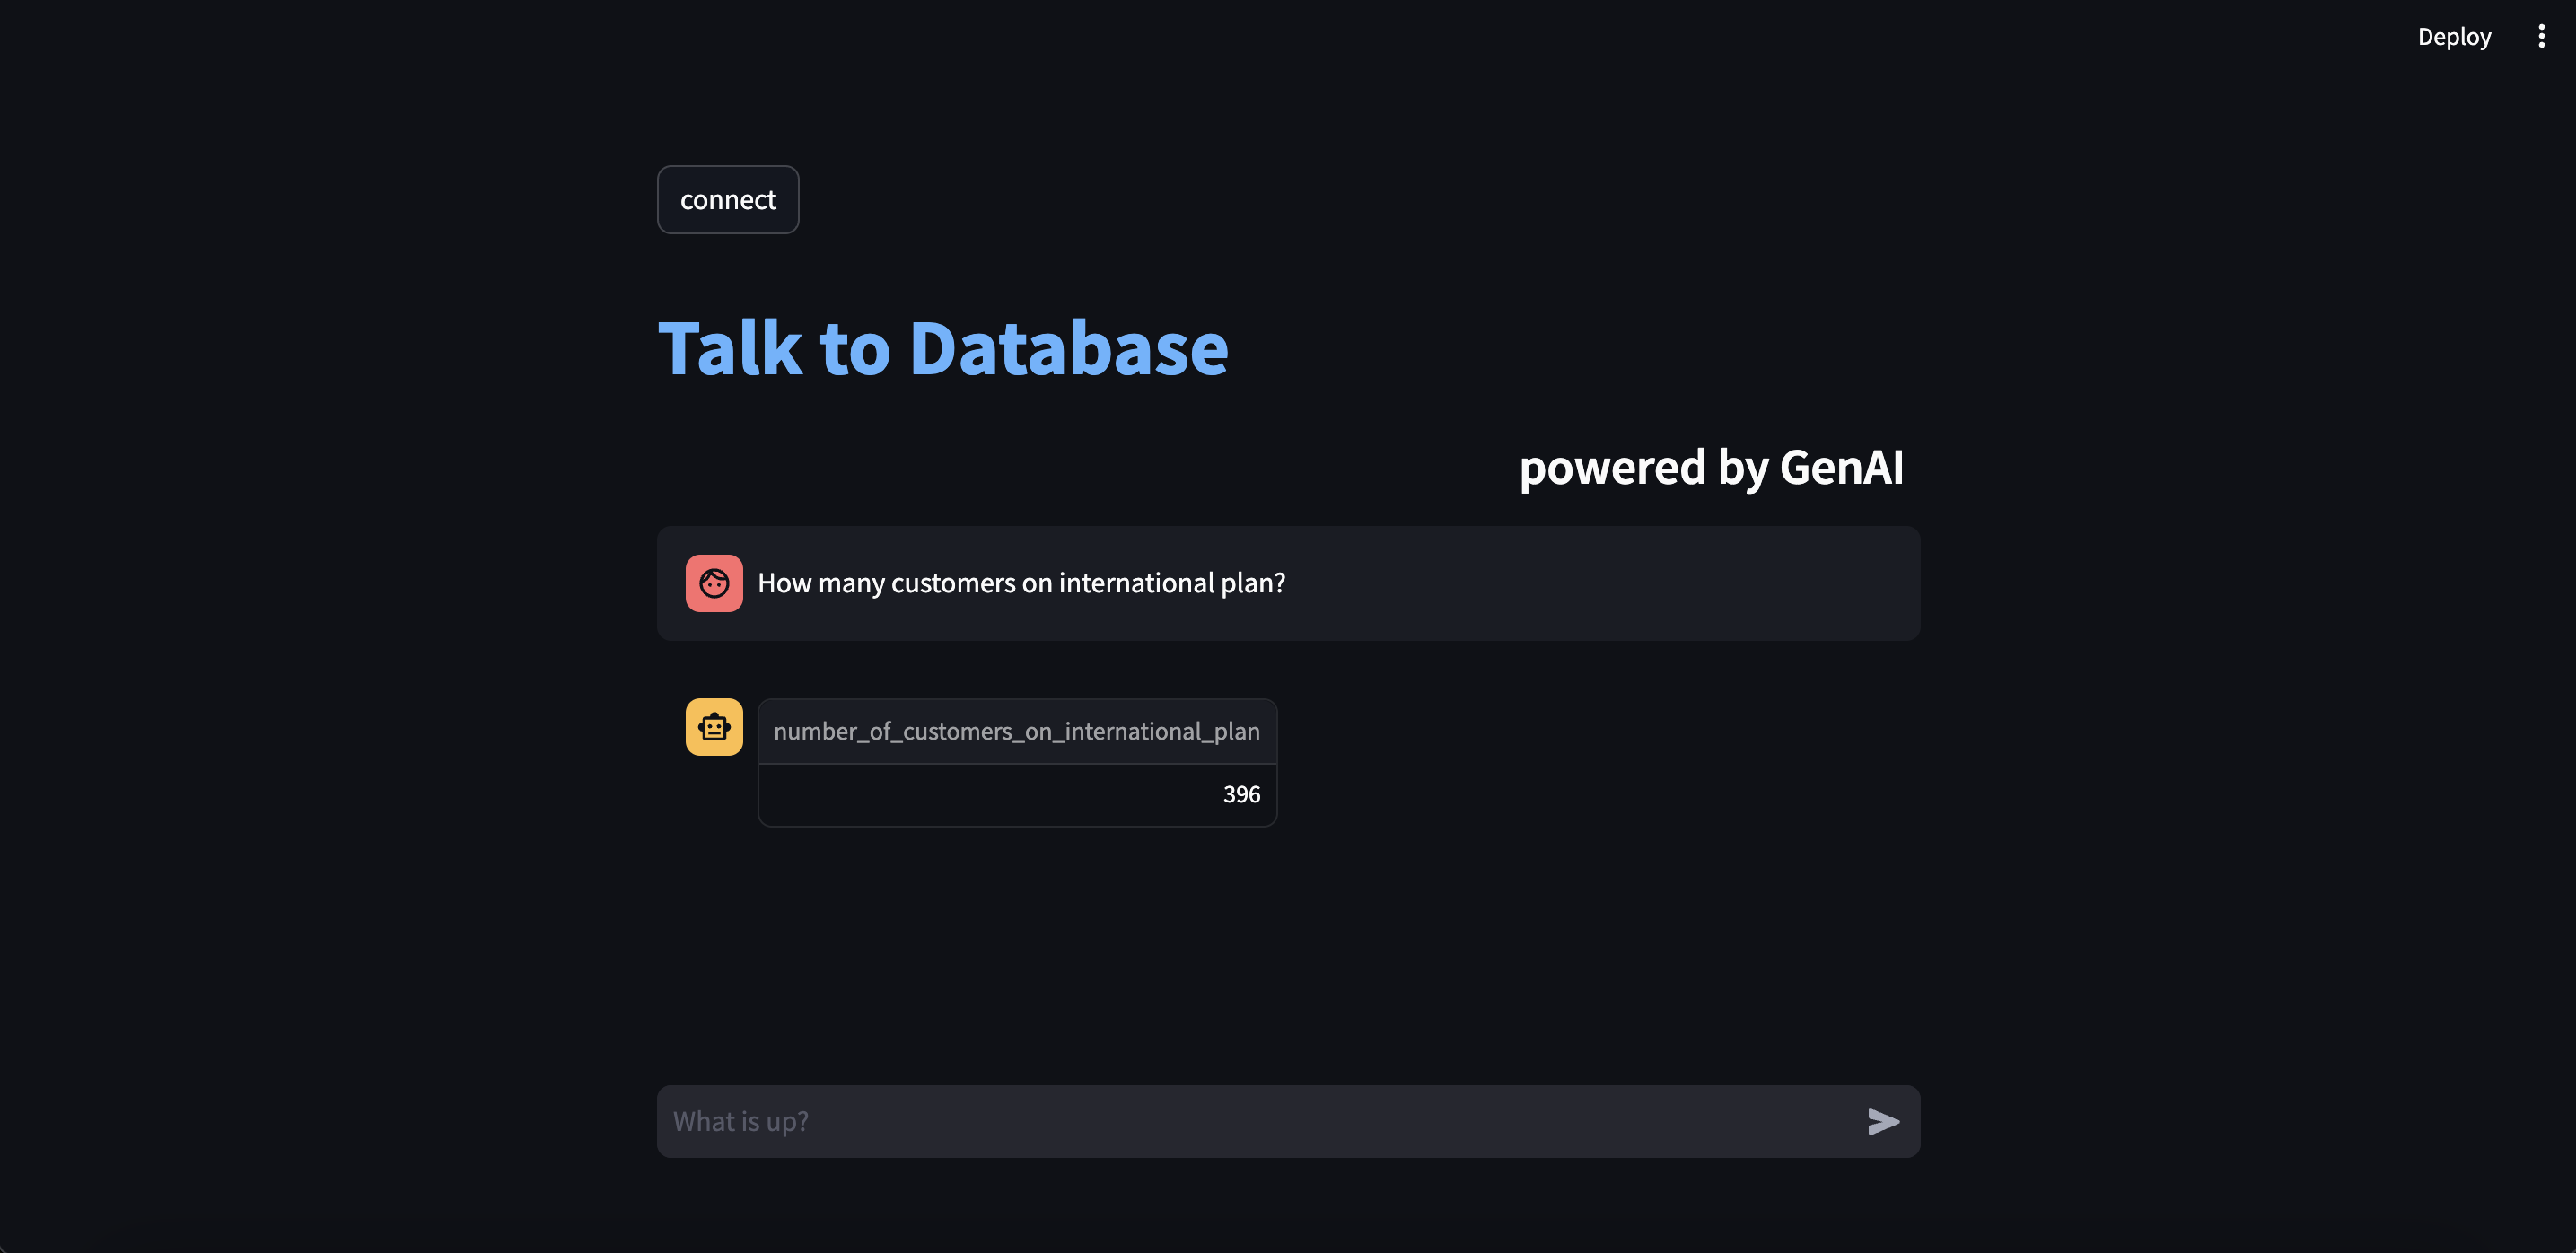 Deploy
connect
Talk to Database
powered by GenAI
How many customers on international plan?
number_of_customers_on_international_plan
396
What is up?